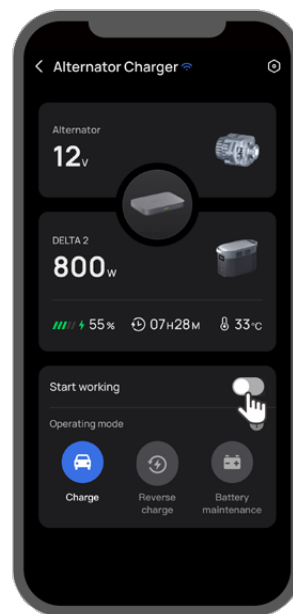 Alternator Charger
Alternator
12v
DELTA 2
800w
55%
07H28M
33°C
Start working
Operating mode
Charge
Reverse
charge
Battery
maintenance